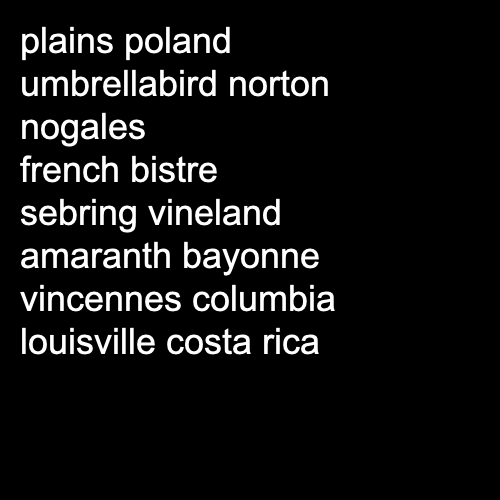 plains poland
umbrellabird norton
nogales
french bistre
sebring vineland
amaranth bayonne
vincennes columbia
louisville costa rica